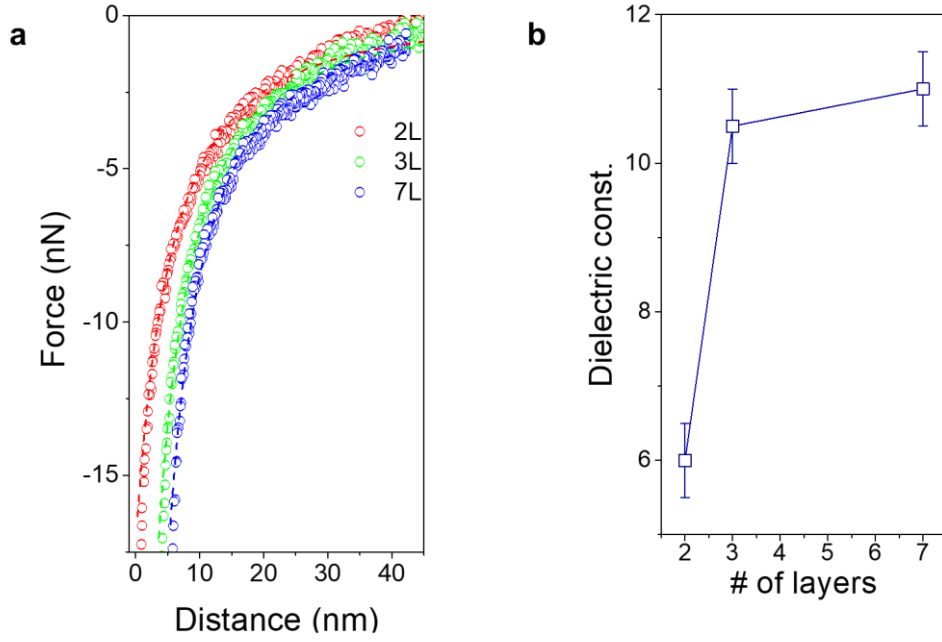 a
0
-5
-10
-15
Force (nN)
2L
3L
7L
0 10 20 30 40
Distance (nm)
b
12
10
8
6
Dielectric const.
2 3 4 5 6 7
# of layers